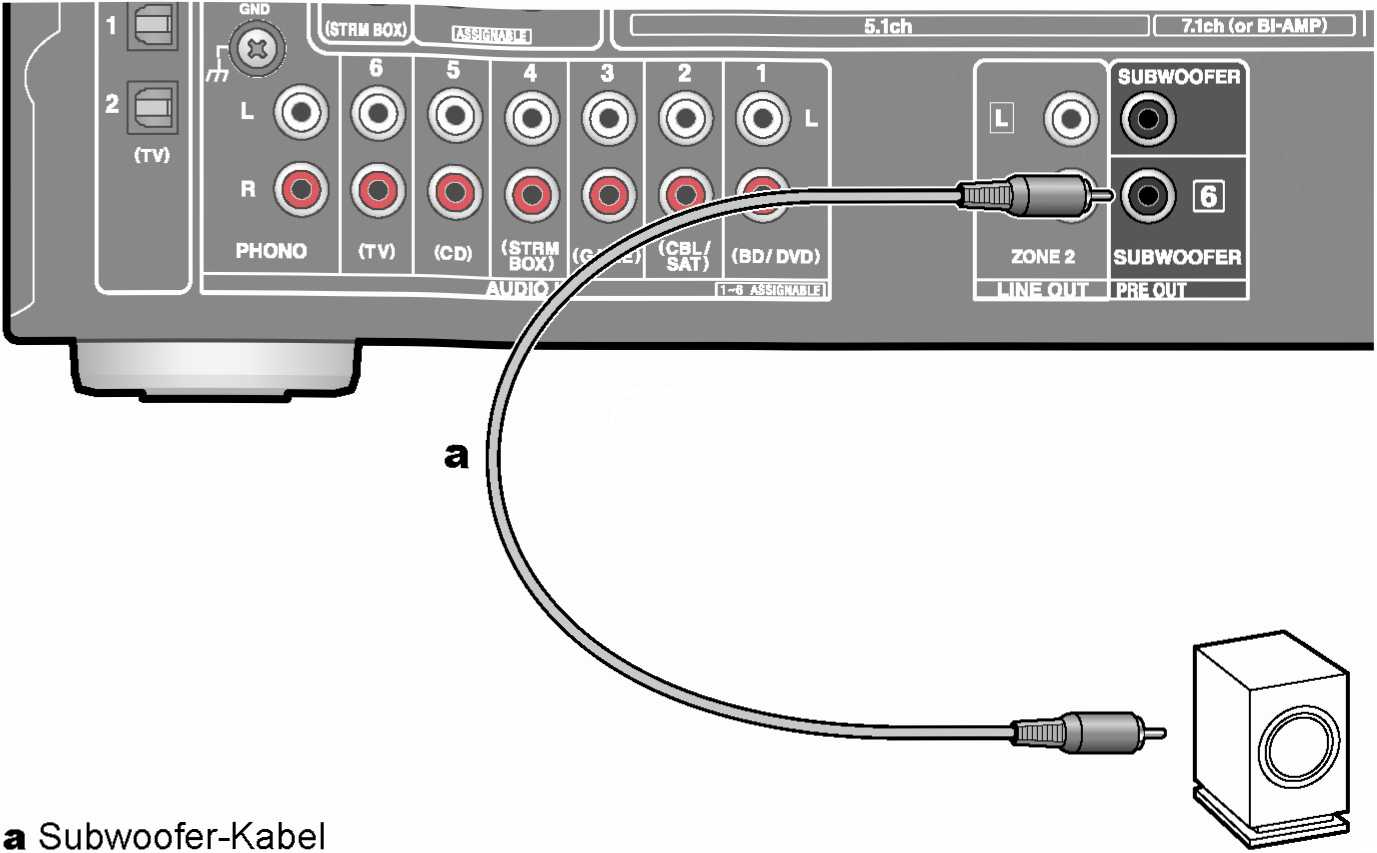 GND
1
(STRM BOX)
ASSIGNABLE
5.1ch
7.1ch (or BI-AMP)
6
5
4
3
2
1
SUBWOOFER
2
L
L
L
(TV)
R
6
PHONO
(TV)
(CD)
(STRM
BOX)
(CBL/
SAT)
(BD/ DVD)
ZONE 2
SUBWOOFER
AUDIO
1~6 ASSIGNABLE
LINE OUT
PRE OUT
a
a Subwoofer-Kabel